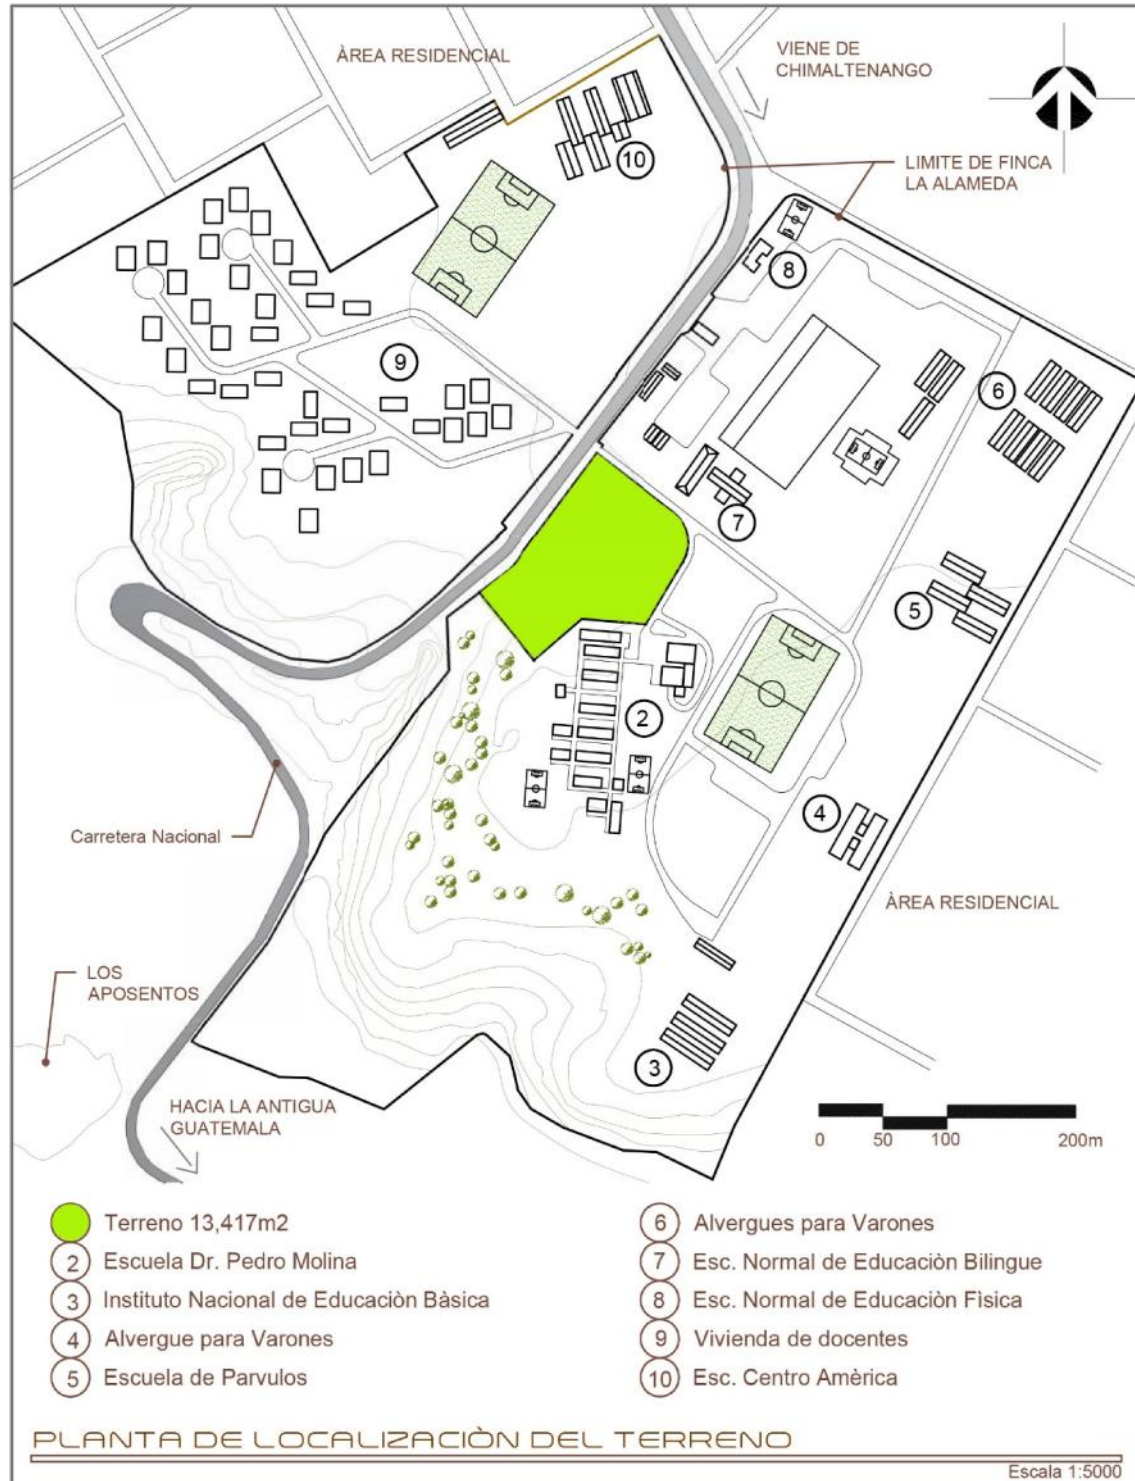 ÀREA RESIDENCIAL
VIENE DE
CHIMALTENANGO
10
LIMITE DE FINCA
LA ALAMEDA
8
9
6
7
5
2
4
Carretera Nacional
ÀREA RESIDENCIAL
LOS
APOSENTOS
3
HACIA LA ANTIGUA
GUATEMALA
0 50 100 200m
Terreno 13,417m2
2 Escuela Dr. Pedro Molina
3 Instituto Nacional de Educaciòn Bàsica
4 Alvergue para Varones
5 Escuela de Parvulos
6 Alvergues para Varones
7 Esc. Normal de Educaciòn Bilingue
8 Esc. Normal de Educaciòn Fìsica
9 Vivienda de docentes
10 Esc. Centro Amèrica
PLANTA DE LOCALIZACIÒN DEL TERRENO
Escala 1:5000